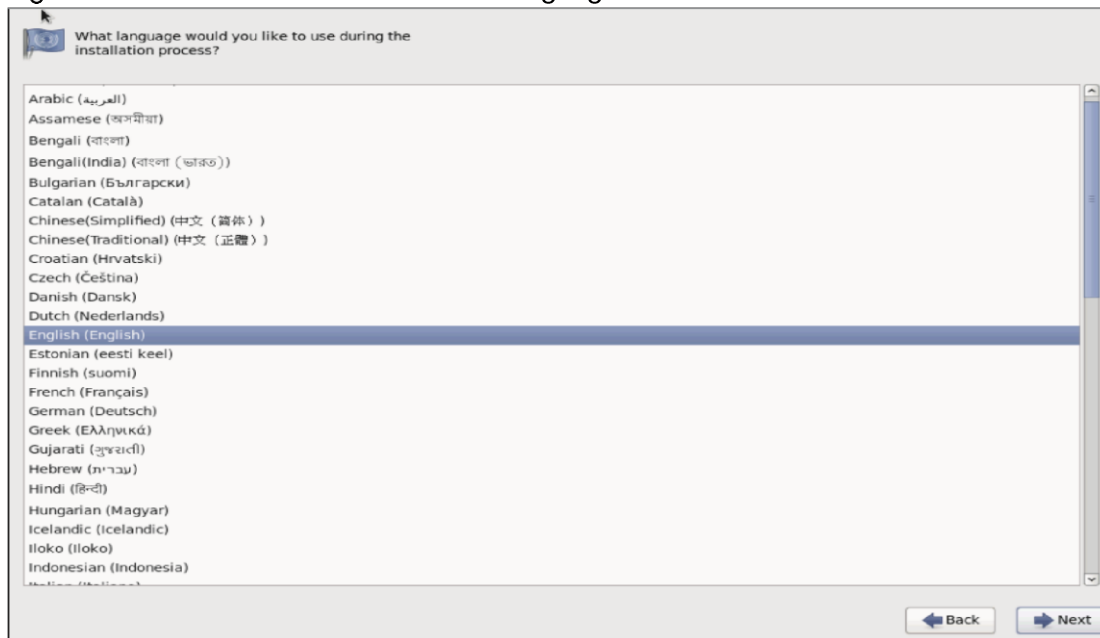 What language would you like to use during the
installation process?
Arabic (العربية)
Assamese (অসমীয়া)
Bengali (বাংলা)
Bengali(India) (বাংলা (ভারত))
Bulgarian (Български)
Catalan (Català)
Chinese(Simplified) (中文（简体）)
Chinese(Traditional) (中文（正體）)
Croatian (Hrvatski)
Czech (Čeština)
Danish (Dansk)
Dutch (Nederlands)
English (English)
Estonian (eesti keel)
Finnish (suomi)
French (Français)
German (Deutsch)
Greek (Ελληνικά)
Gujarati (ગુજરાતી)
Hebrew (עברית)
Hindi (हिन्दी)
Hungarian (Magyar)
Icelandic (Icelandic)
Iloko (Iloko)
Indonesian (Indonesia)
Back
Next